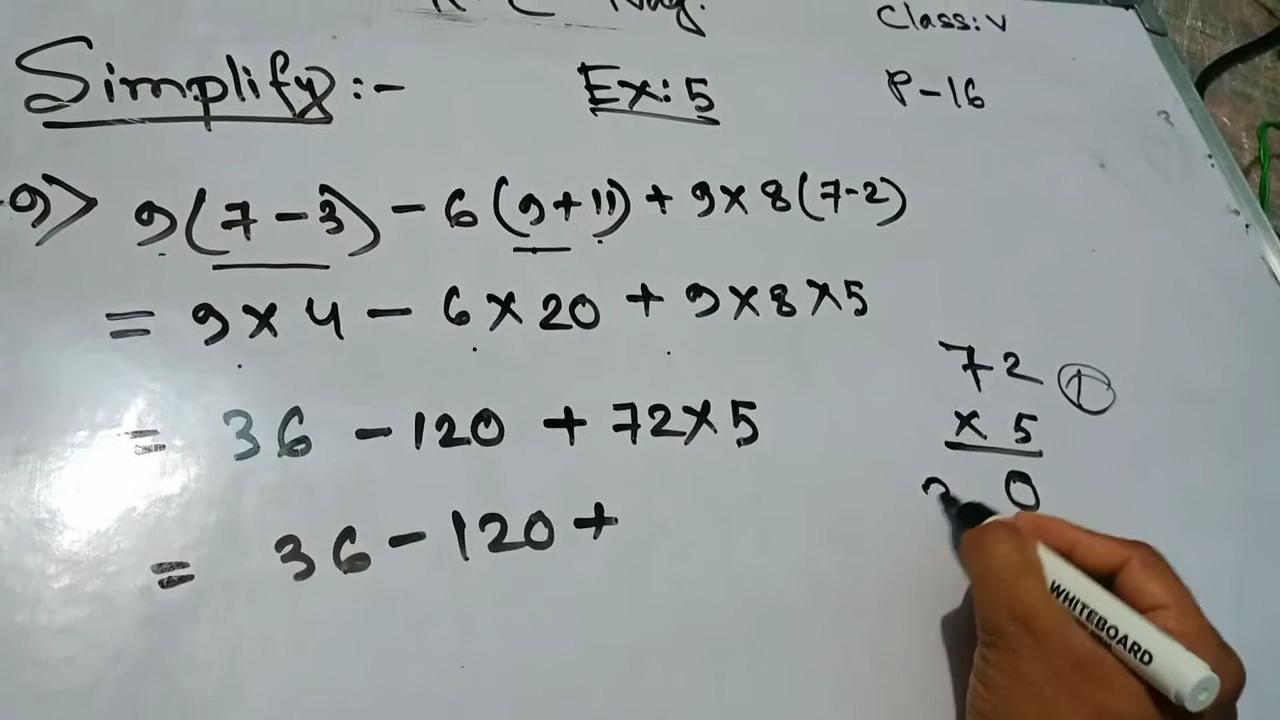 Class: V
Simplify :-
Ex: 5
P-16
9> 9(7-3) - 6(9+11) + 9×8(7-2)
= 9×4 - 6×20 + 9×8×5
= 36 - 120 + 72×5
= 36 - 120 +
72 1
× 5
0
WHITEBOARD